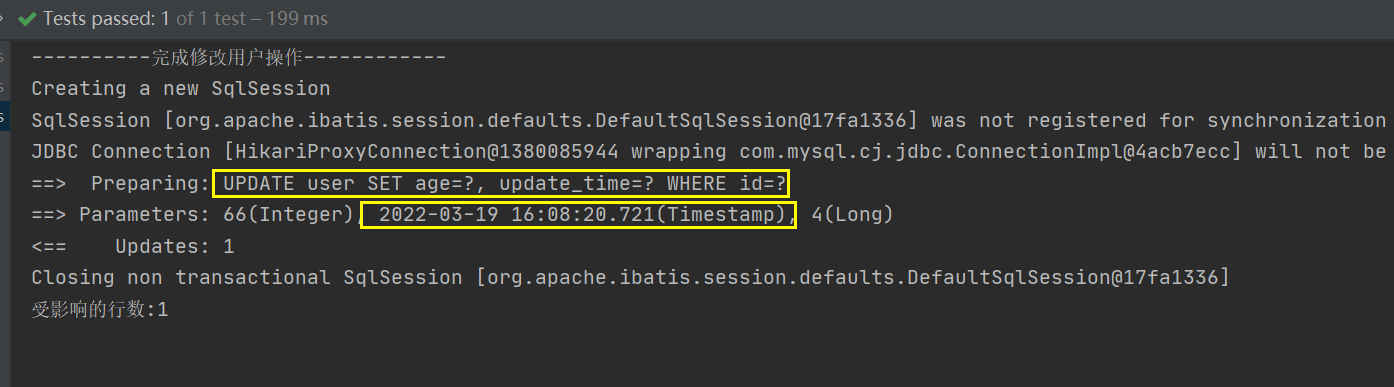 Tests passed: 1 of 1 test – 199 ms
----------完成修改用户操作------------
Creating a new SqlSession
SqlSession [org.apache.ibatis.session.defaults.DefaultSqlSession@17fa1336] was not registered for synchronization
JDBC Connection [HikariProxyConnection@1380085944 wrapping com.mysql.cj.jdbc.ConnectionImpl@4acb7ecc] will not be
==>  Preparing: UPDATE user SET age=?, update_time=? WHERE id=?
==> Parameters: 66(Integer), 2022-03-19 16:08:20.721(Timestamp), 4(Long)
<==    Updates: 1
Closing non transactional SqlSession [org.apache.ibatis.session.defaults.DefaultSqlSession@17fa1336]
受影响的行数:1